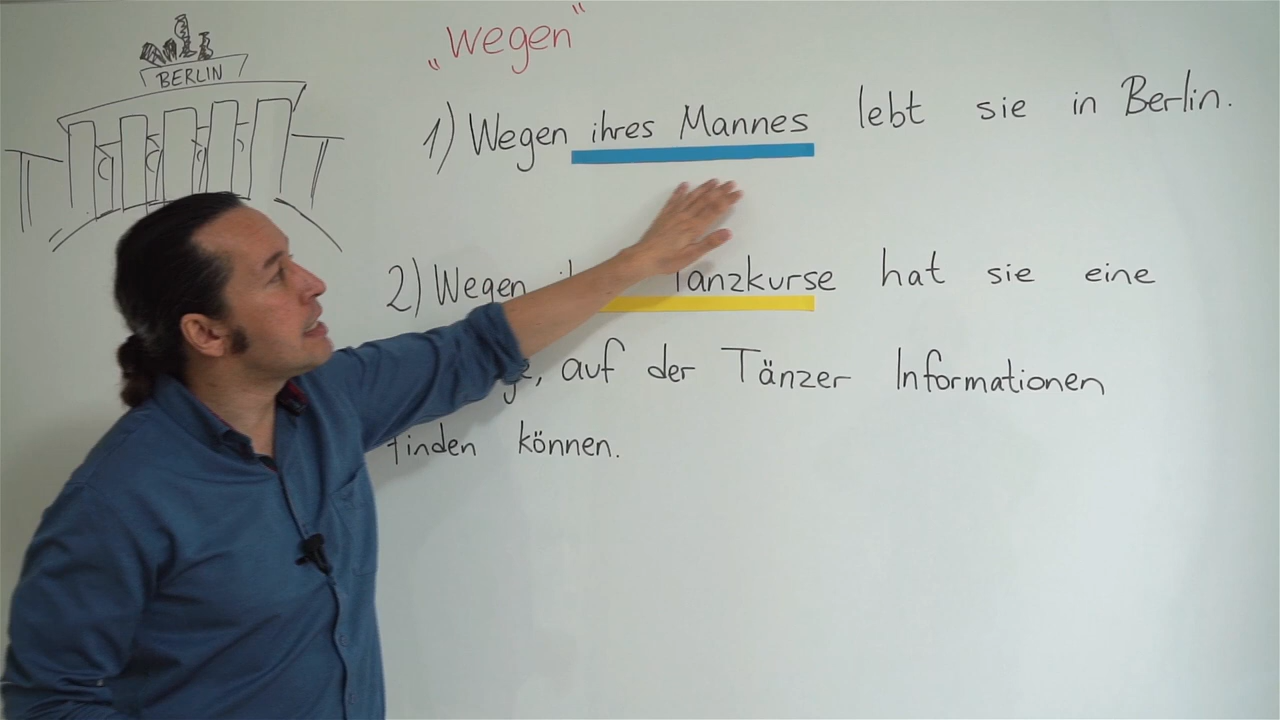 BERLIN
„wegen“
1) Wegen ihres Mannes lebt sie in Berlin.
2) Wegen Tanzkurse hat sie eine
auf der Tänzer Informationen
finden können.